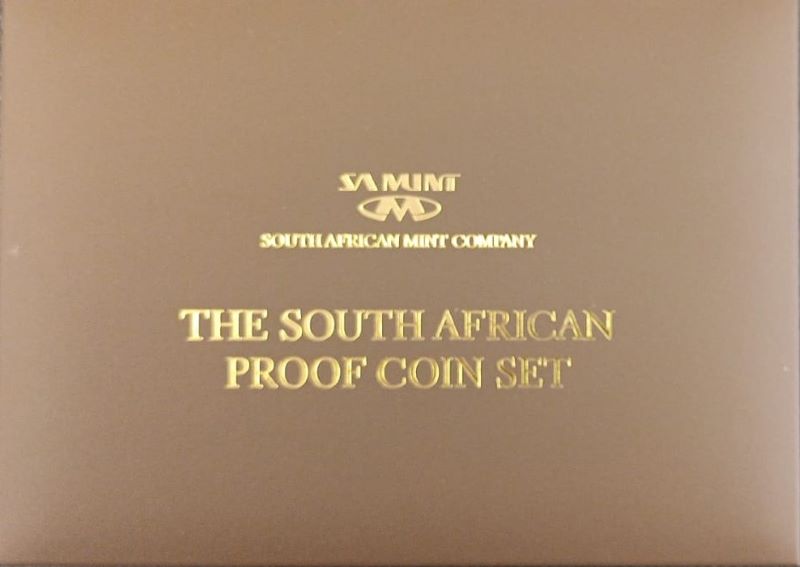 SA MINT
M
SOUTH AFRICAN MINT COMPANY
THE SOUTH AFRICAN
PROOF COIN SET